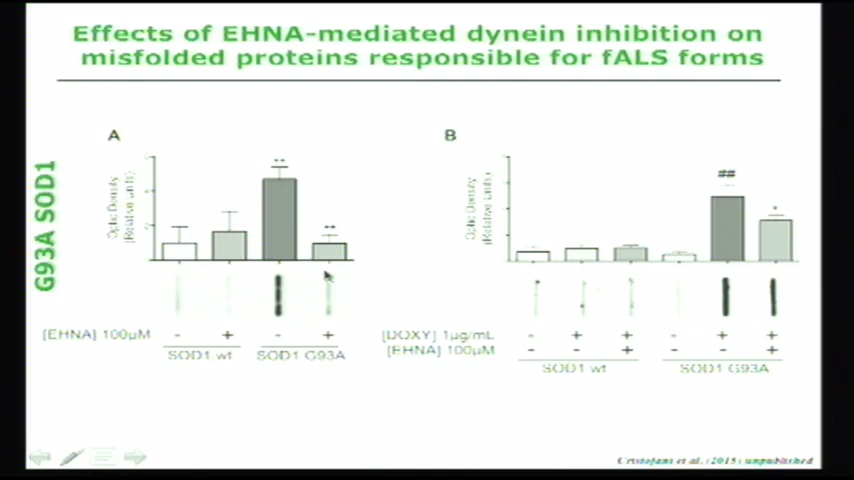 Effects of EHNA-mediated dynein inhibition on
misfolded proteins responsible for fALS forms
G93A SOD1
A
B
Optic Density
(Relative Units)
**
**
Optic Density
(Relative Units)
##
*
[EHNA] 100µM - + - +
SOD1 wt SOD1 G93A
[DOXY] 1µg/mL - + + - + +
[EHNA] 100µM - - + - - +
SOD1 wt SOD1 G93A
et al. (2015) unpublished